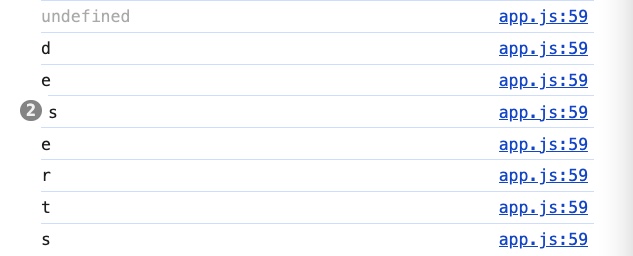 undefined app.js:59
d app.js:59
e app.js:59
2 s app.js:59
e app.js:59
r app.js:59
t app.js:59
s app.js:59